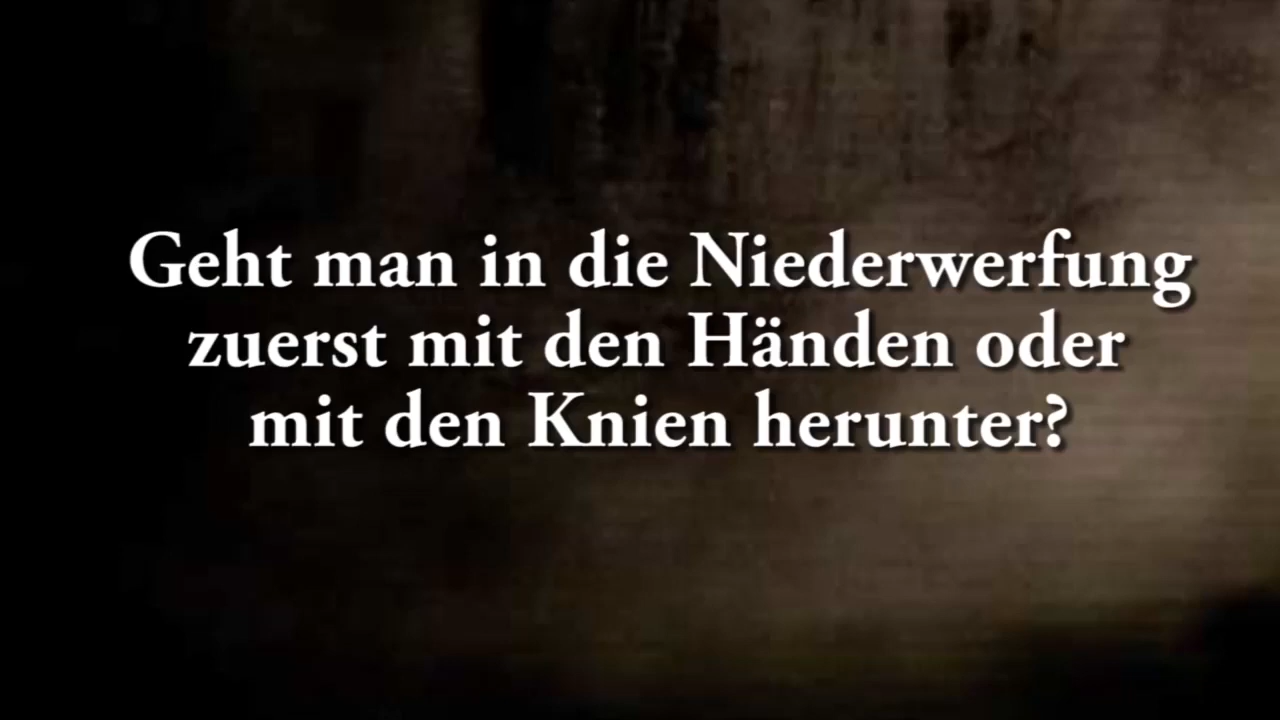 Geht man in die Niederwerfung
zuerst mit den Händen oder
mit den Knien herunter?